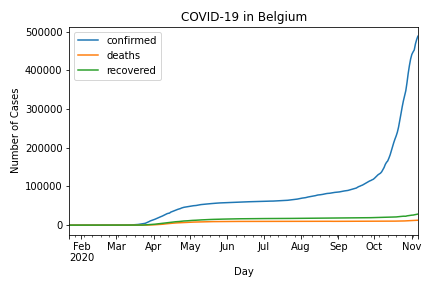 COVID-19 in Belgium
confirmed
deaths
recovered
Number of Cases
500000
400000
300000
200000
100000
0
Feb Mar Apr May Jun Jul Aug Sep Oct Nov
2020
Day